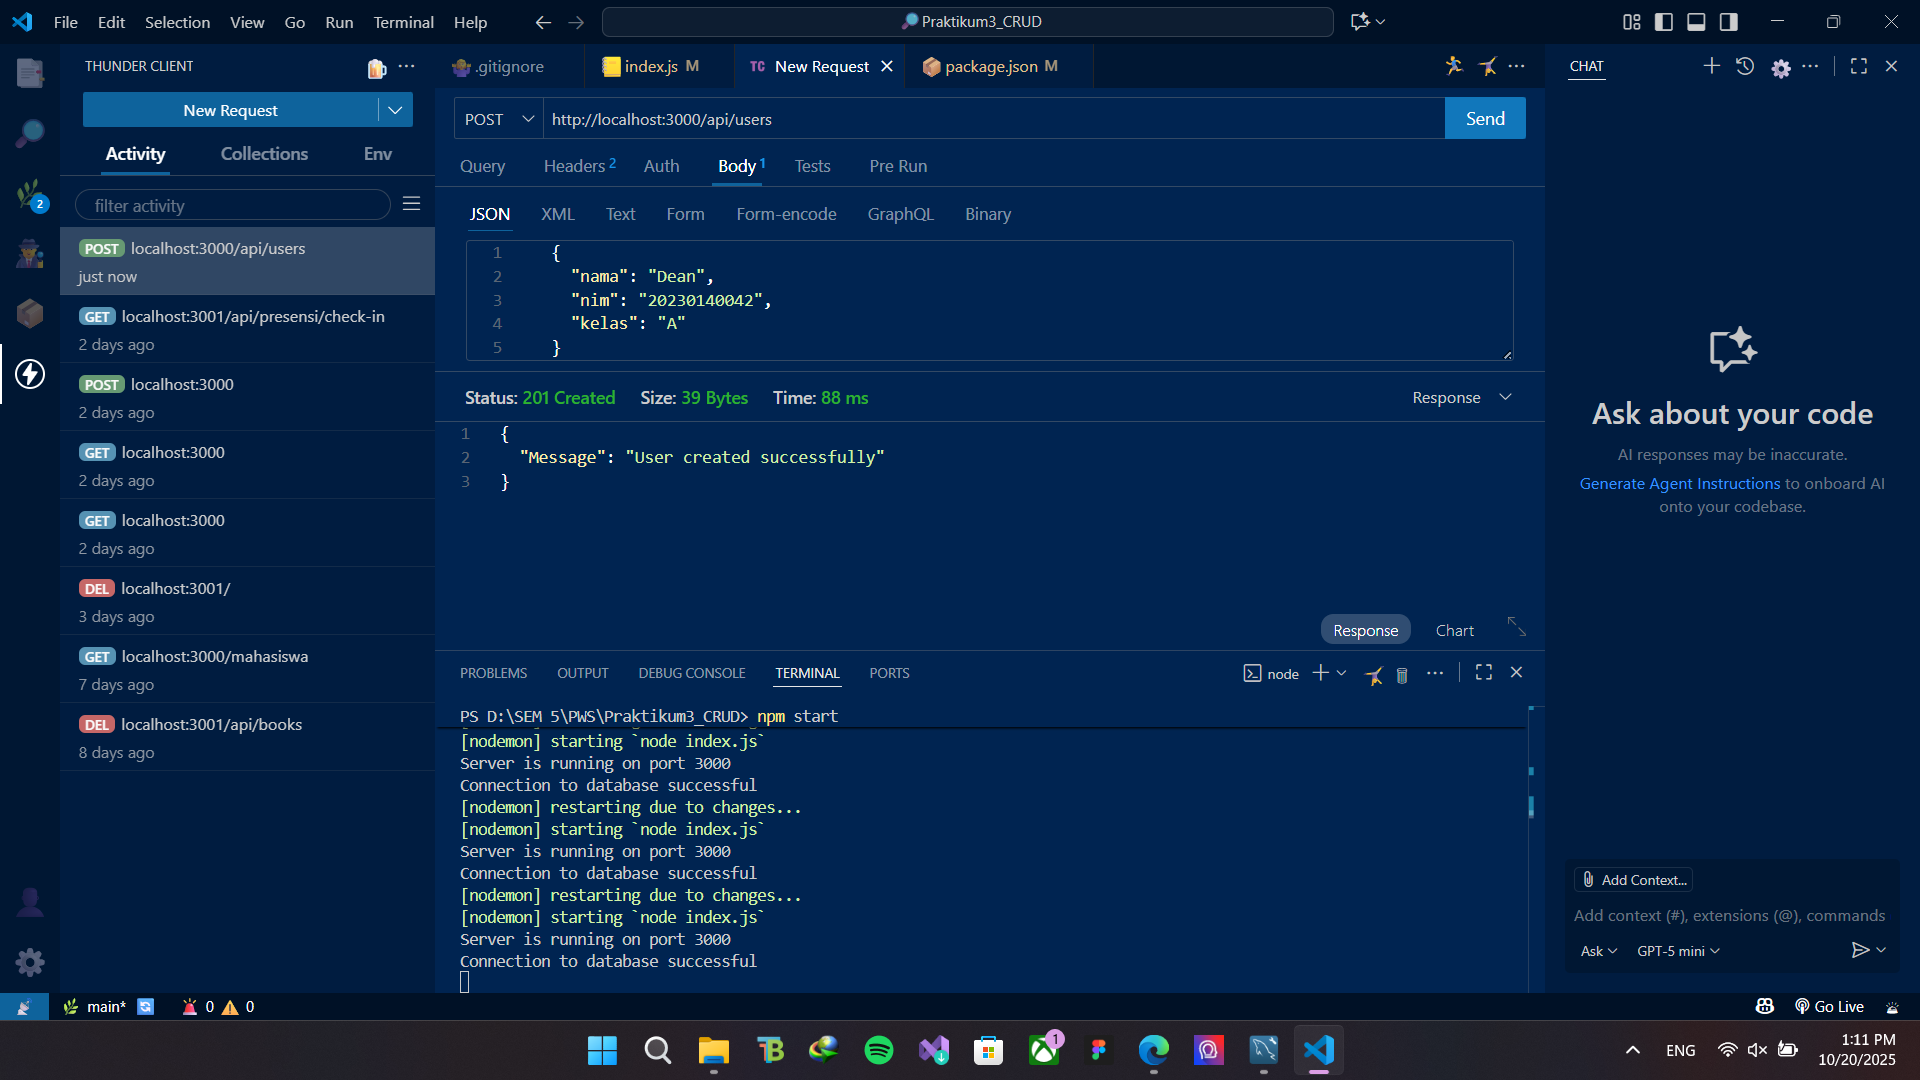 File Edit Selection View Go Run Terminal Help
Praktikum3_CRUD
THUNDER CLIENT
New Request
Activity Collections Env
filter activity
POST localhost:3000/api/users
just now
GET localhost:3001/api/presensi/check-in
2 days ago
POST localhost:3000
2 days ago
GET localhost:3000
2 days ago
GET localhost:3000
2 days ago
DEL localhost:3001/
3 days ago
GET localhost:3000/mahasiswa
7 days ago
DEL localhost:3001/api/books
8 days ago
2
.gitignore index.js M TC New Request package.json M
POST http://localhost:3000/api/users Send
Query Headers 2 Auth Body 1 Tests Pre Run
JSON XML Text Form Form-encode GraphQL Binary
1 {
2 "nama": "Dean",
3 "nim": "20230140042",
4 "kelas": "A"
5 }
Status: 201 Created Size: 39 Bytes Time: 88 ms Response
1 {
2 "Message": "User created successfully"
3 }
Response Chart
PROBLEMS OUTPUT DEBUG CONSOLE TERMINAL PORTS
node
PS D:\SEM 5\PWS\Praktikum3_CRUD> npm start
[nodemon] starting `node index.js`
Server is running on port 3000
Connection to database successful
[nodemon] restarting due to changes...
[nodemon] starting `node index.js`
Server is running on port 3000
Connection to database successful
[nodemon] restarting due to changes...
[nodemon] starting `node index.js`
Server is running on port 3000
Connection to database successful
CHAT
Ask about your code
AI responses may be inaccurate.
Generate Agent Instructions to onboard AI
onto your codebase.
Add Context...
Add context (#), extensions (@), commands
Ask GPT-5 mini
main* 0 0
Go Live
1
ENG
1:11 PM
10/20/2025